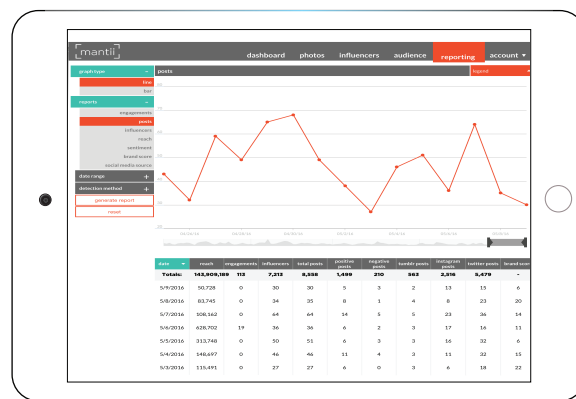 [mantii]
dashboard photos influencers audience reporting account
graph type -
line
bar
reports -
engagements
posts
influencers
reach
sentiment
brand score
social media source
date range +
detection method +
generate report
reset
posts
legend
date reach engagements influencers total posts positive posts negative posts tumblr posts instagram posts twitter posts brand score
Totals: 143,909,189 113 7,213 8,558 1,499 210 563 2,516 5,479 -
5/9/2016 50,728 0 30 30 5 3 2 13 15 6
5/8/2016 83,745 0 34 35 8 1 4 8 23 20
5/7/2016 108,162 0 64 64 14 5 5 23 36 14
5/6/2016 628,702 19 36 36 6 2 3 17 16 11
5/5/2016 313,748 0 50 51 6 3 3 16 32 6
5/4/2016 148,697 0 46 46 11 4 3 11 32 15
5/3/2016 115,491 0 27 27 6 0 3 6 18 22